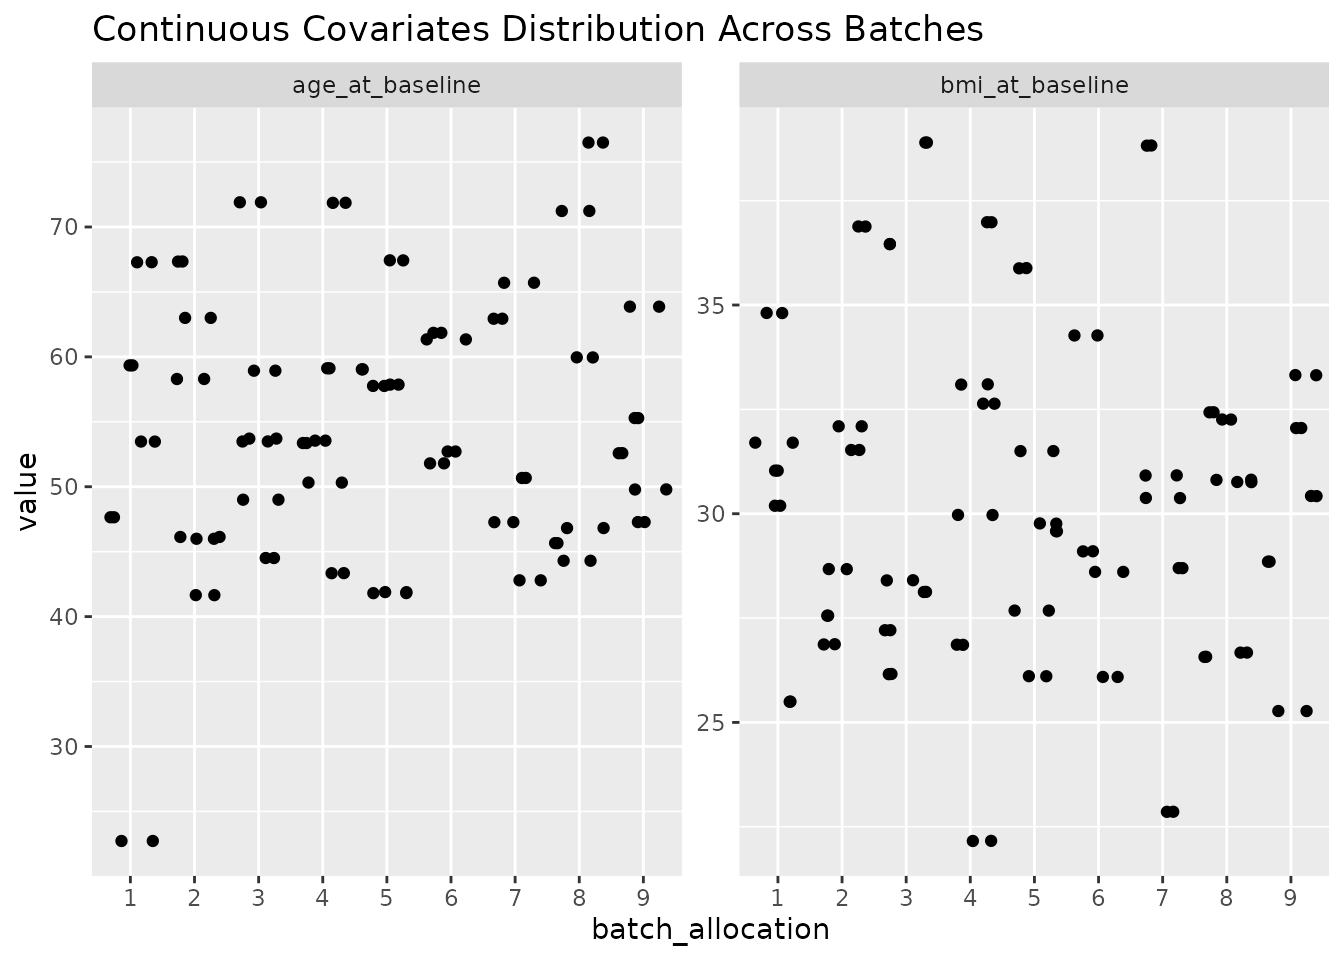 Continuous Covariates Distribution Across Batches
age_at_baseline
bmi_at_baseline
value
70
60
50
40
30
35
30
25
1 2 3 4 5 6 7 8 9
1 2 3 4 5 6 7 8 9
batch_allocation